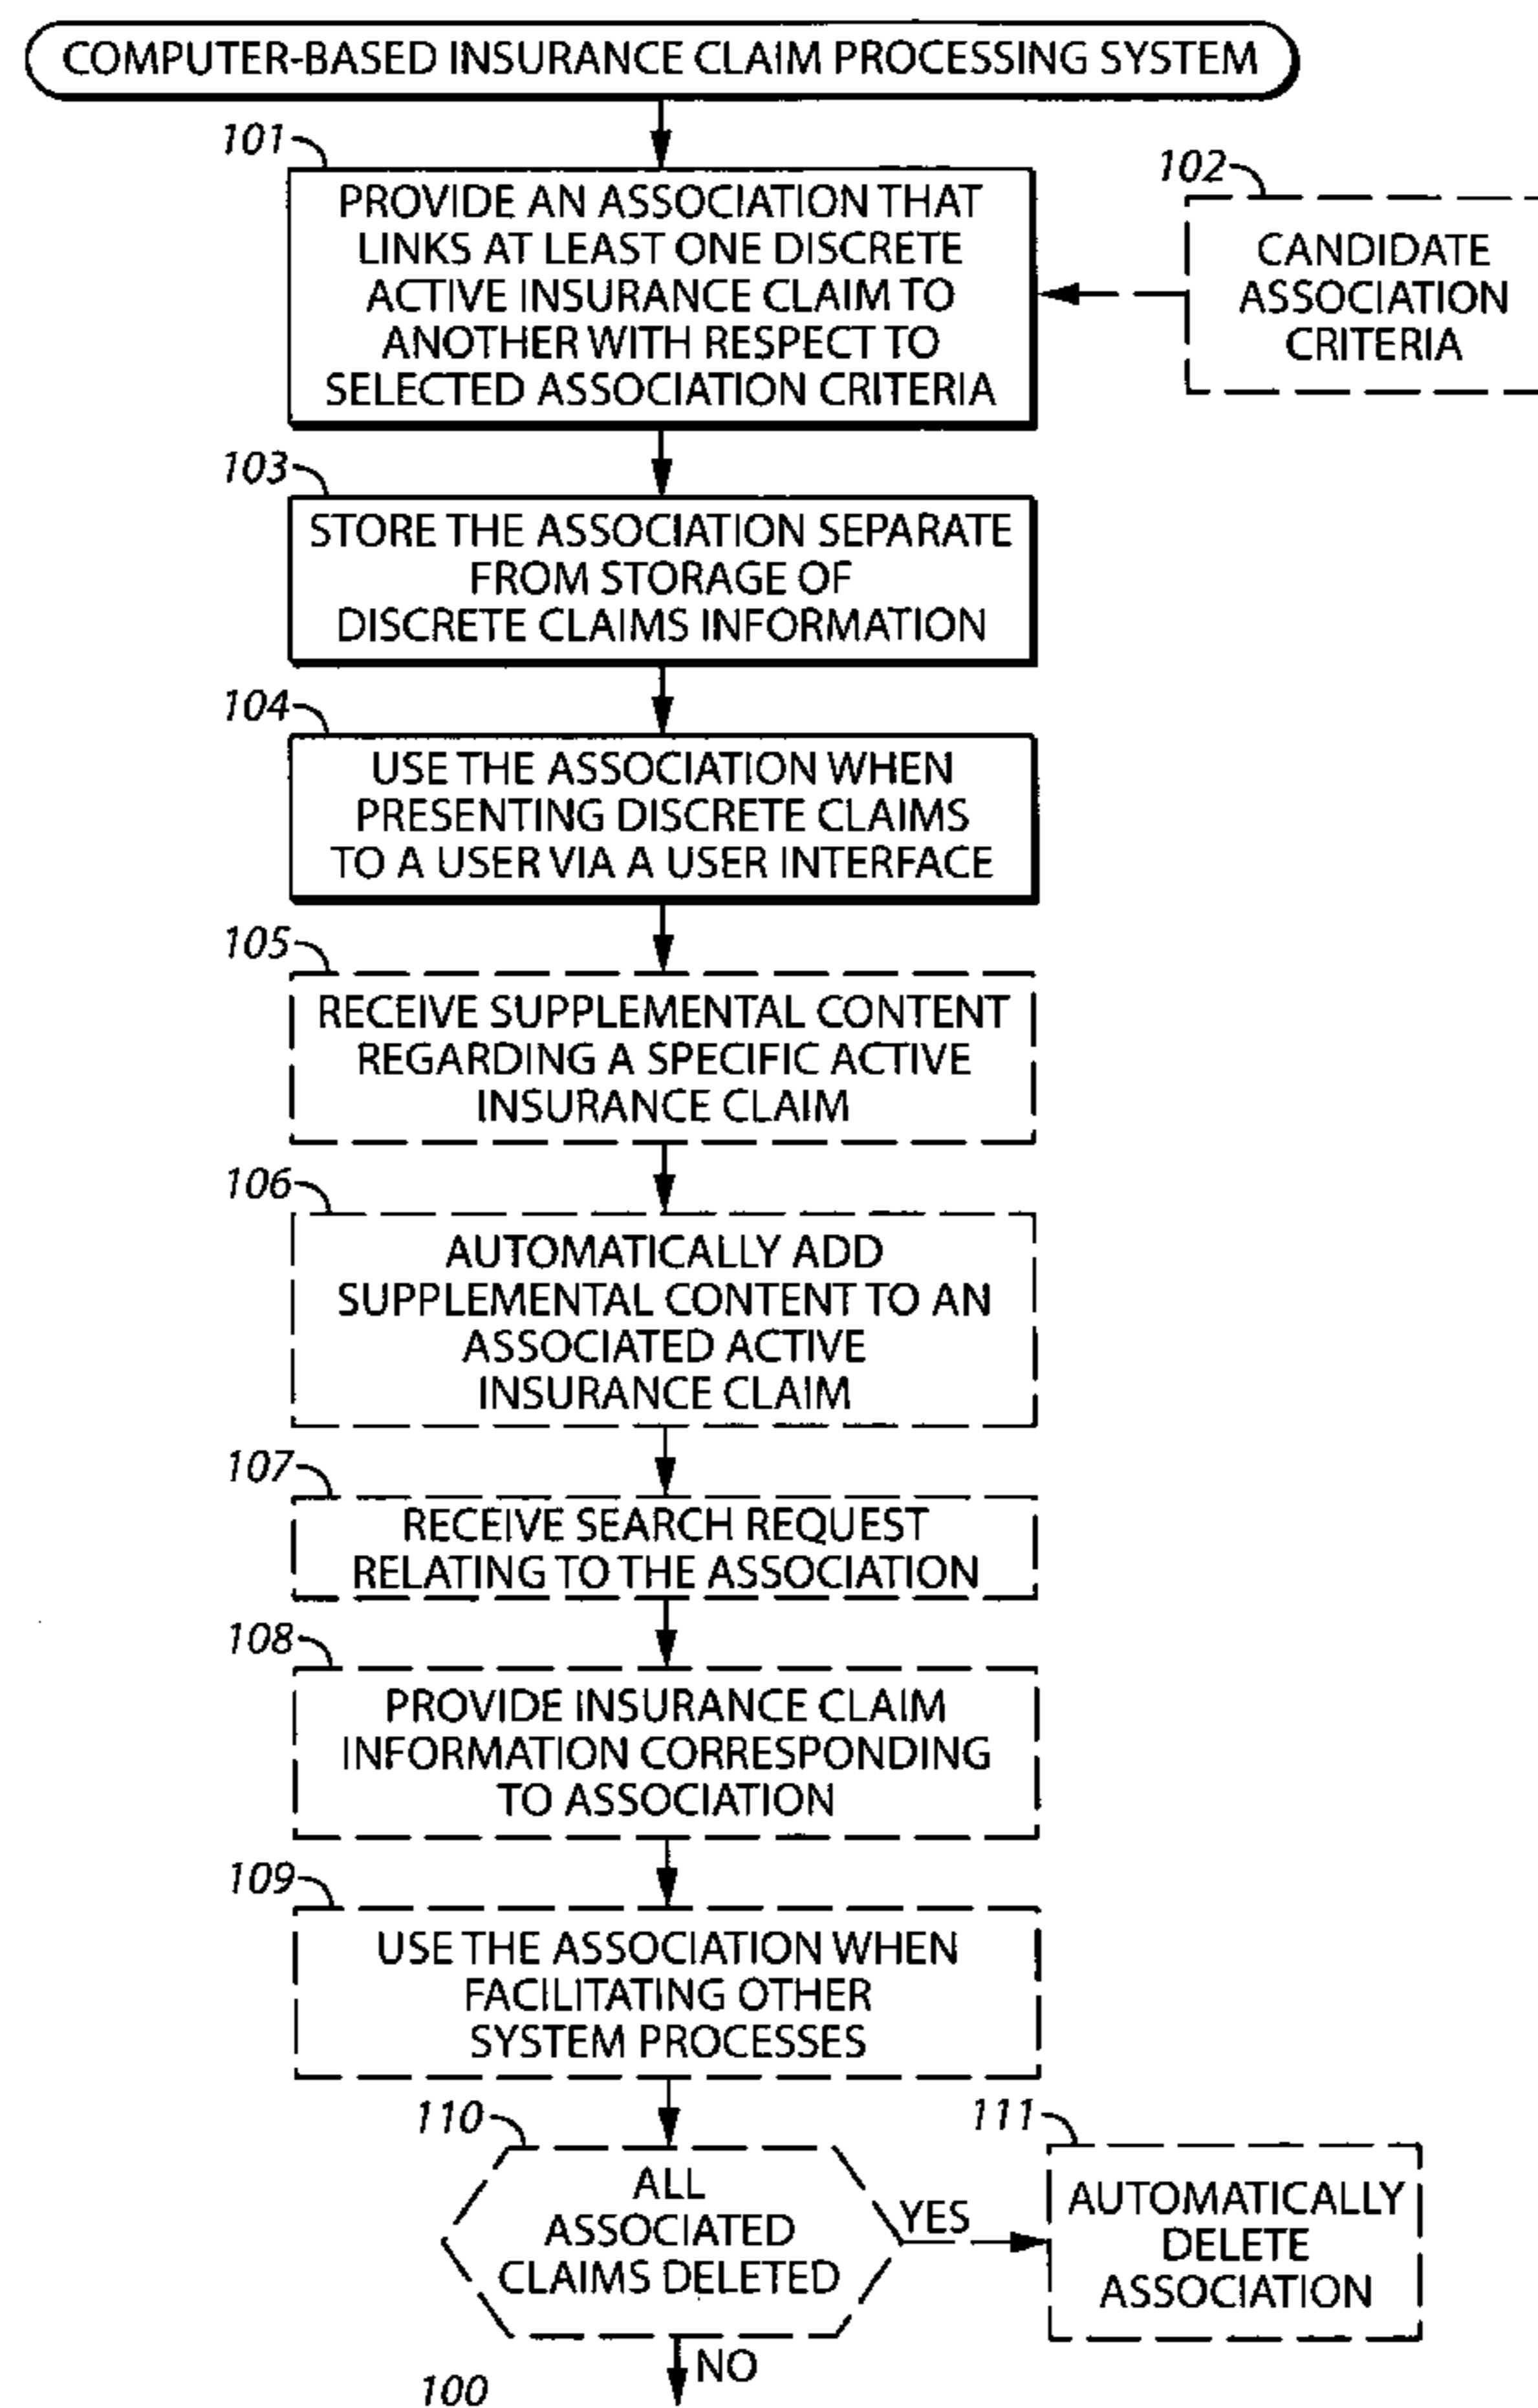 COMPUTER-BASED INSURANCE CLAIM PROCESSING SYSTEM
101
PROVIDE AN ASSOCIATION THAT
LINKS AT LEAST ONE DISCRETE
ACTIVE INSURANCE CLAIM TO
ANOTHER WITH RESPECT TO
SELECTED ASSOCIATION CRITERIA
102
CANDIDATE
ASSOCIATION
CRITERIA
103
STORE THE ASSOCIATION SEPARATE
FROM STORAGE OF
DISCRETE CLAIMS INFORMATION
104
USE THE ASSOCIATION WHEN
PRESENTING DISCRETE CLAIMS
TO A USER VIA A USER INTERFACE
105
RECEIVE SUPPLEMENTAL CONTENT
REGARDING A SPECIFIC ACTIVE
INSURANCE CLAIM
106
AUTOMATICALLY ADD
SUPPLEMENTAL CONTENT TO AN
ASSOCIATED ACTIVE
INSURANCE CLAIM
107
RECEIVE SEARCH REQUEST
RELATING TO THE ASSOCIATION
108
PROVIDE INSURANCE CLAIM
INFORMATION CORRESPONDING
TO ASSOCIATION
109
USE THE ASSOCIATION WHEN
FACILITATING OTHER
SYSTEM PROCESSES
110
ALL
ASSOCIATED
CLAIMS DELETED
YES
111
AUTOMATICALLY
DELETE
ASSOCIATION
NO
100